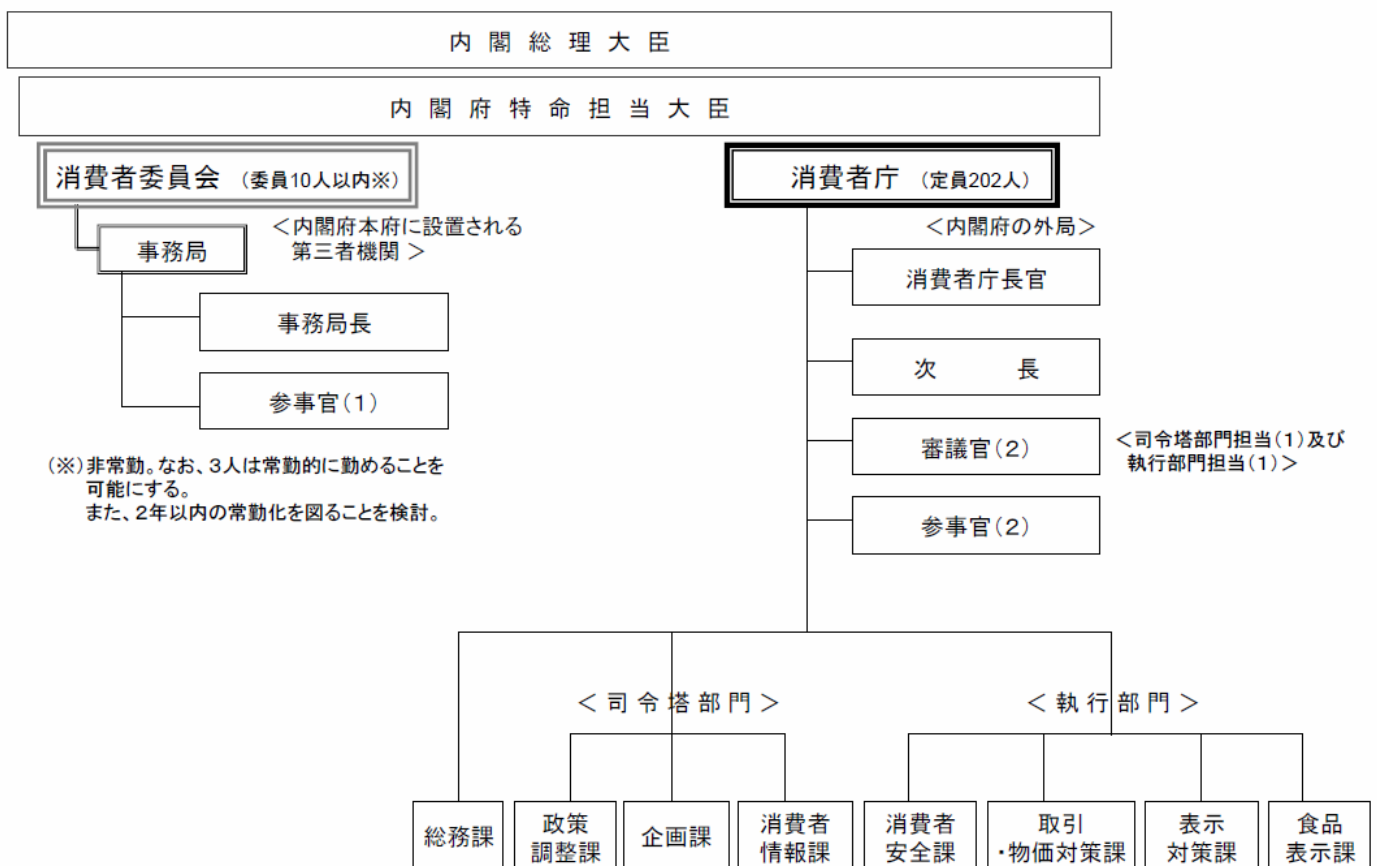 内閣総理大臣
内閣府特命担当大臣
消費者委員会 (委員10人以内※)
消費者庁 (定員202人)
＜内閣府本府に設置される
第三者機関 ＞
＜内閣府の外局＞
事務局
消費者庁長官
事務局長
次 長
参事官(１)
審議官(２)
＜司令塔部門担当(１)及び
執行部門担当(１)＞
(※)非常勤。なお、３人は常勤的に勤めることを
可能にする。
また、２年以内の常勤化を図ることを検討。
参事官(２)
＜司令塔部門＞
＜執行部門＞
総務課
政策
調整課
企画課
消費者
情報課
消費者
安全課
取引
・物価対策課
表示
対策課
食品
表示課